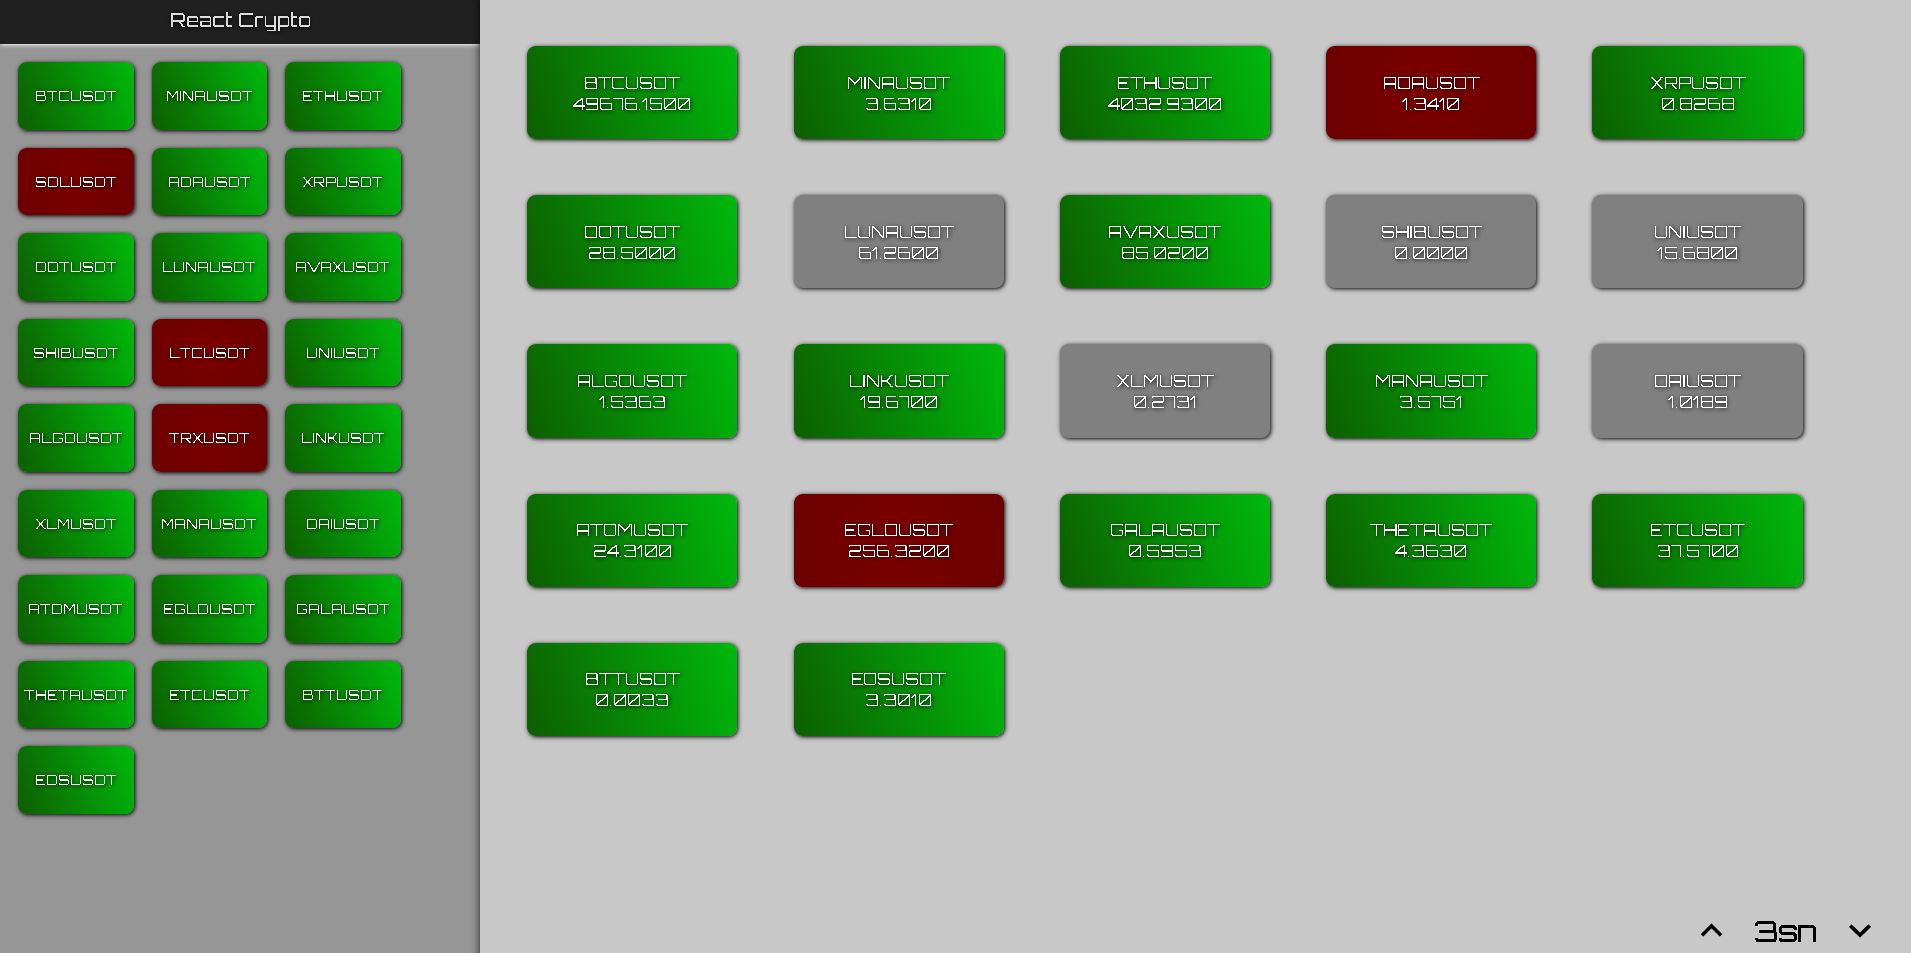 React Crypto
BTCUSDT
MINAUSDT
ETHUSDT
SOLUSDT
ADAUSDT
XRPUSDT
DOTUSDT
LUNAUSDT
AVAXUSDT
SHIBUSDT
LTCUSDT
UNIUSDT
ALGOUSDT
TRXUSDT
LINKUSDT
XLMUSDT
MANAUSDT
DAIUSDT
ATOMUSDT
EGLDUSDT
GALAUSDT
THETAUSDT
ETCUSDT
BTTUSDT
EOSUSDT
BTCUSDT
49676.1500
MINAUSDT
3.6310
ETHUSDT
4032.9300
ADAUSDT
1.3410
XRPUSDT
0.8268
DOTUSDT
28.5000
LUNAUSDT
61.2600
AVAXUSDT
85.0200
SHIBUSDT
0.0000
UNIUSDT
15.6800
ALGOUSDT
1.5363
LINKUSDT
19.6700
XLMUSDT
0.2731
MANAUSDT
3.5751
DAIUSDT
1.0189
ATOMUSDT
24.3100
EGLDUSDT
256.3200
GALAUSDT
0.5953
THETAUSDT
4.3630
ETCUSDT
37.5700
BTTUSDT
0.0033
EOSUSDT
3.3010
3sn